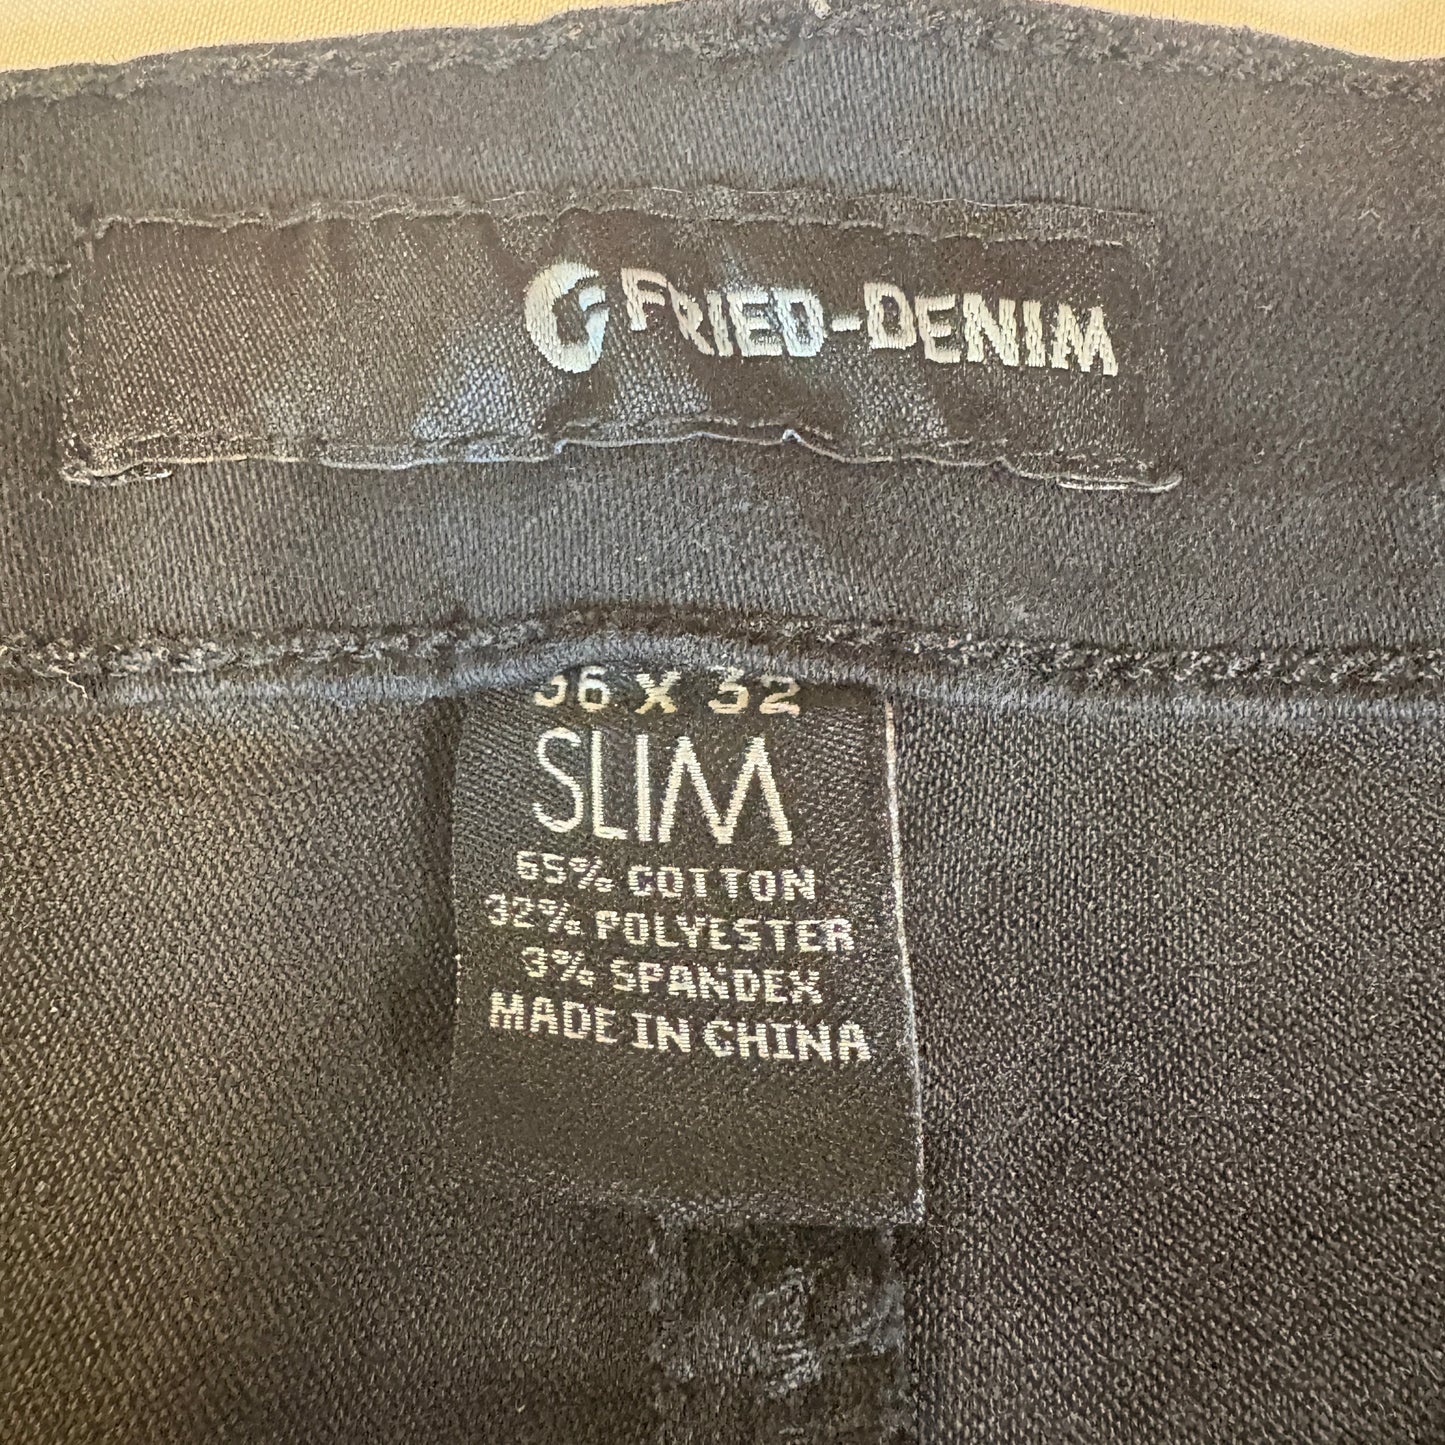 FRIED-DENIM
36 X 32
SLIM
65% COTTON
32% POLYESTER
3% SPANDEX
MADE IN CHINA